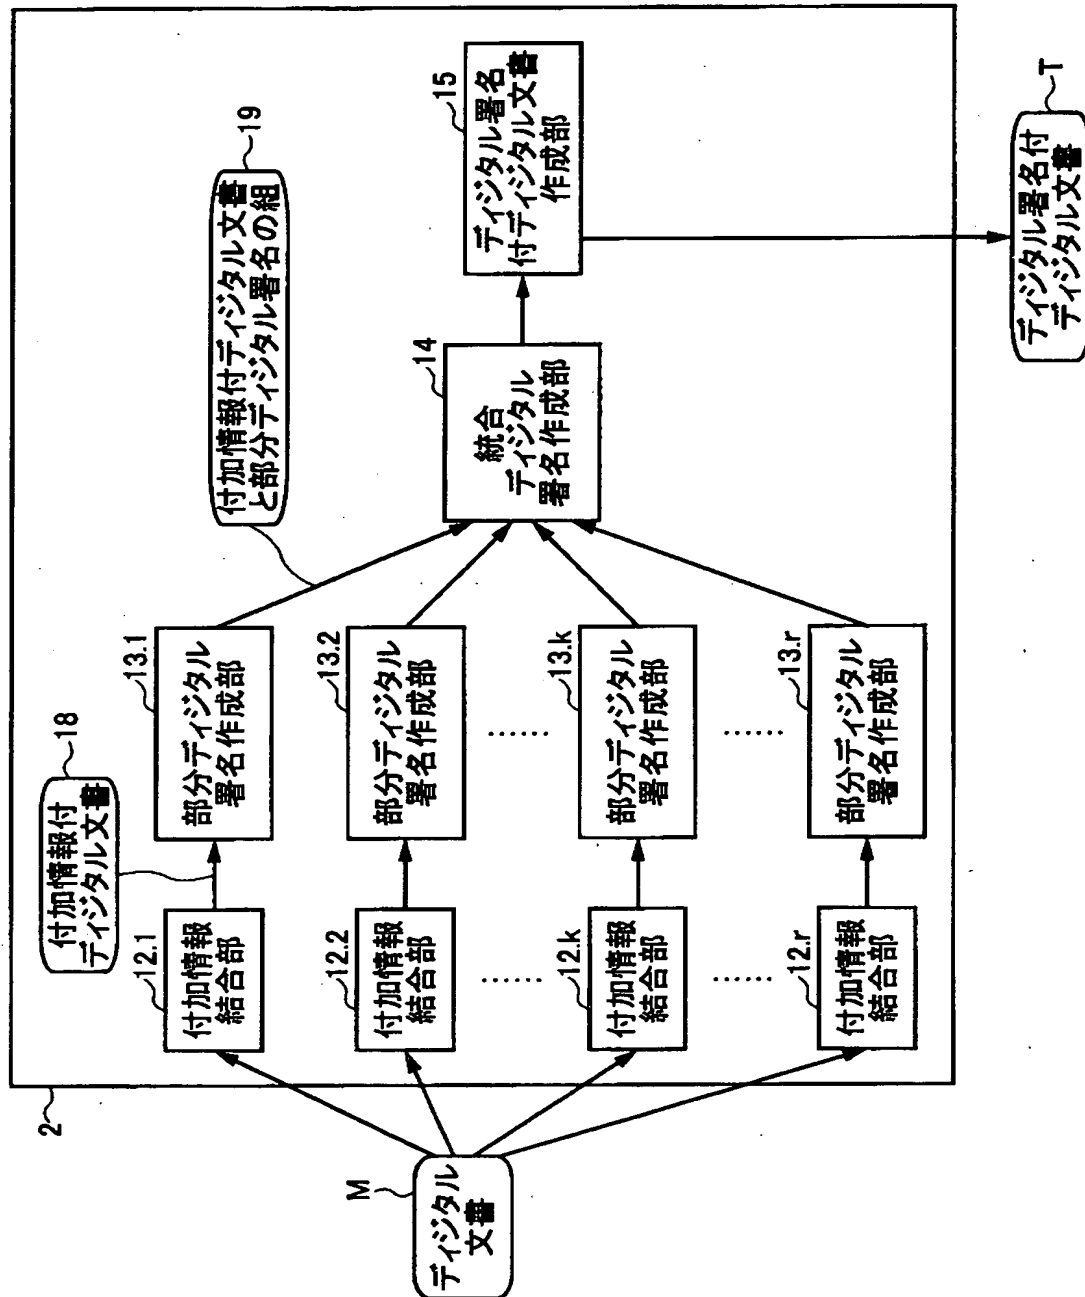 2
M
ディジタル
文書
12.1
付加情報
結合部
12.2
付加情報
結合部
12.k
付加情報
結合部
12.r
付加情報
結合部
18
付加情報付
ディジタル文書
13.1
部分ディジタル
署名作成部
13.2
部分ディジタル
署名作成部
13.k
部分ディジタル
署名作成部
13.r
部分ディジタル
署名作成部
19
付加情報付ディジタル文書
と部分ディジタル署名の組
14
統合
ディジタル
署名作成部
15
ディジタル署名
付ディジタル文書
作成部
T
ディジタル署名付
ディジタル文書